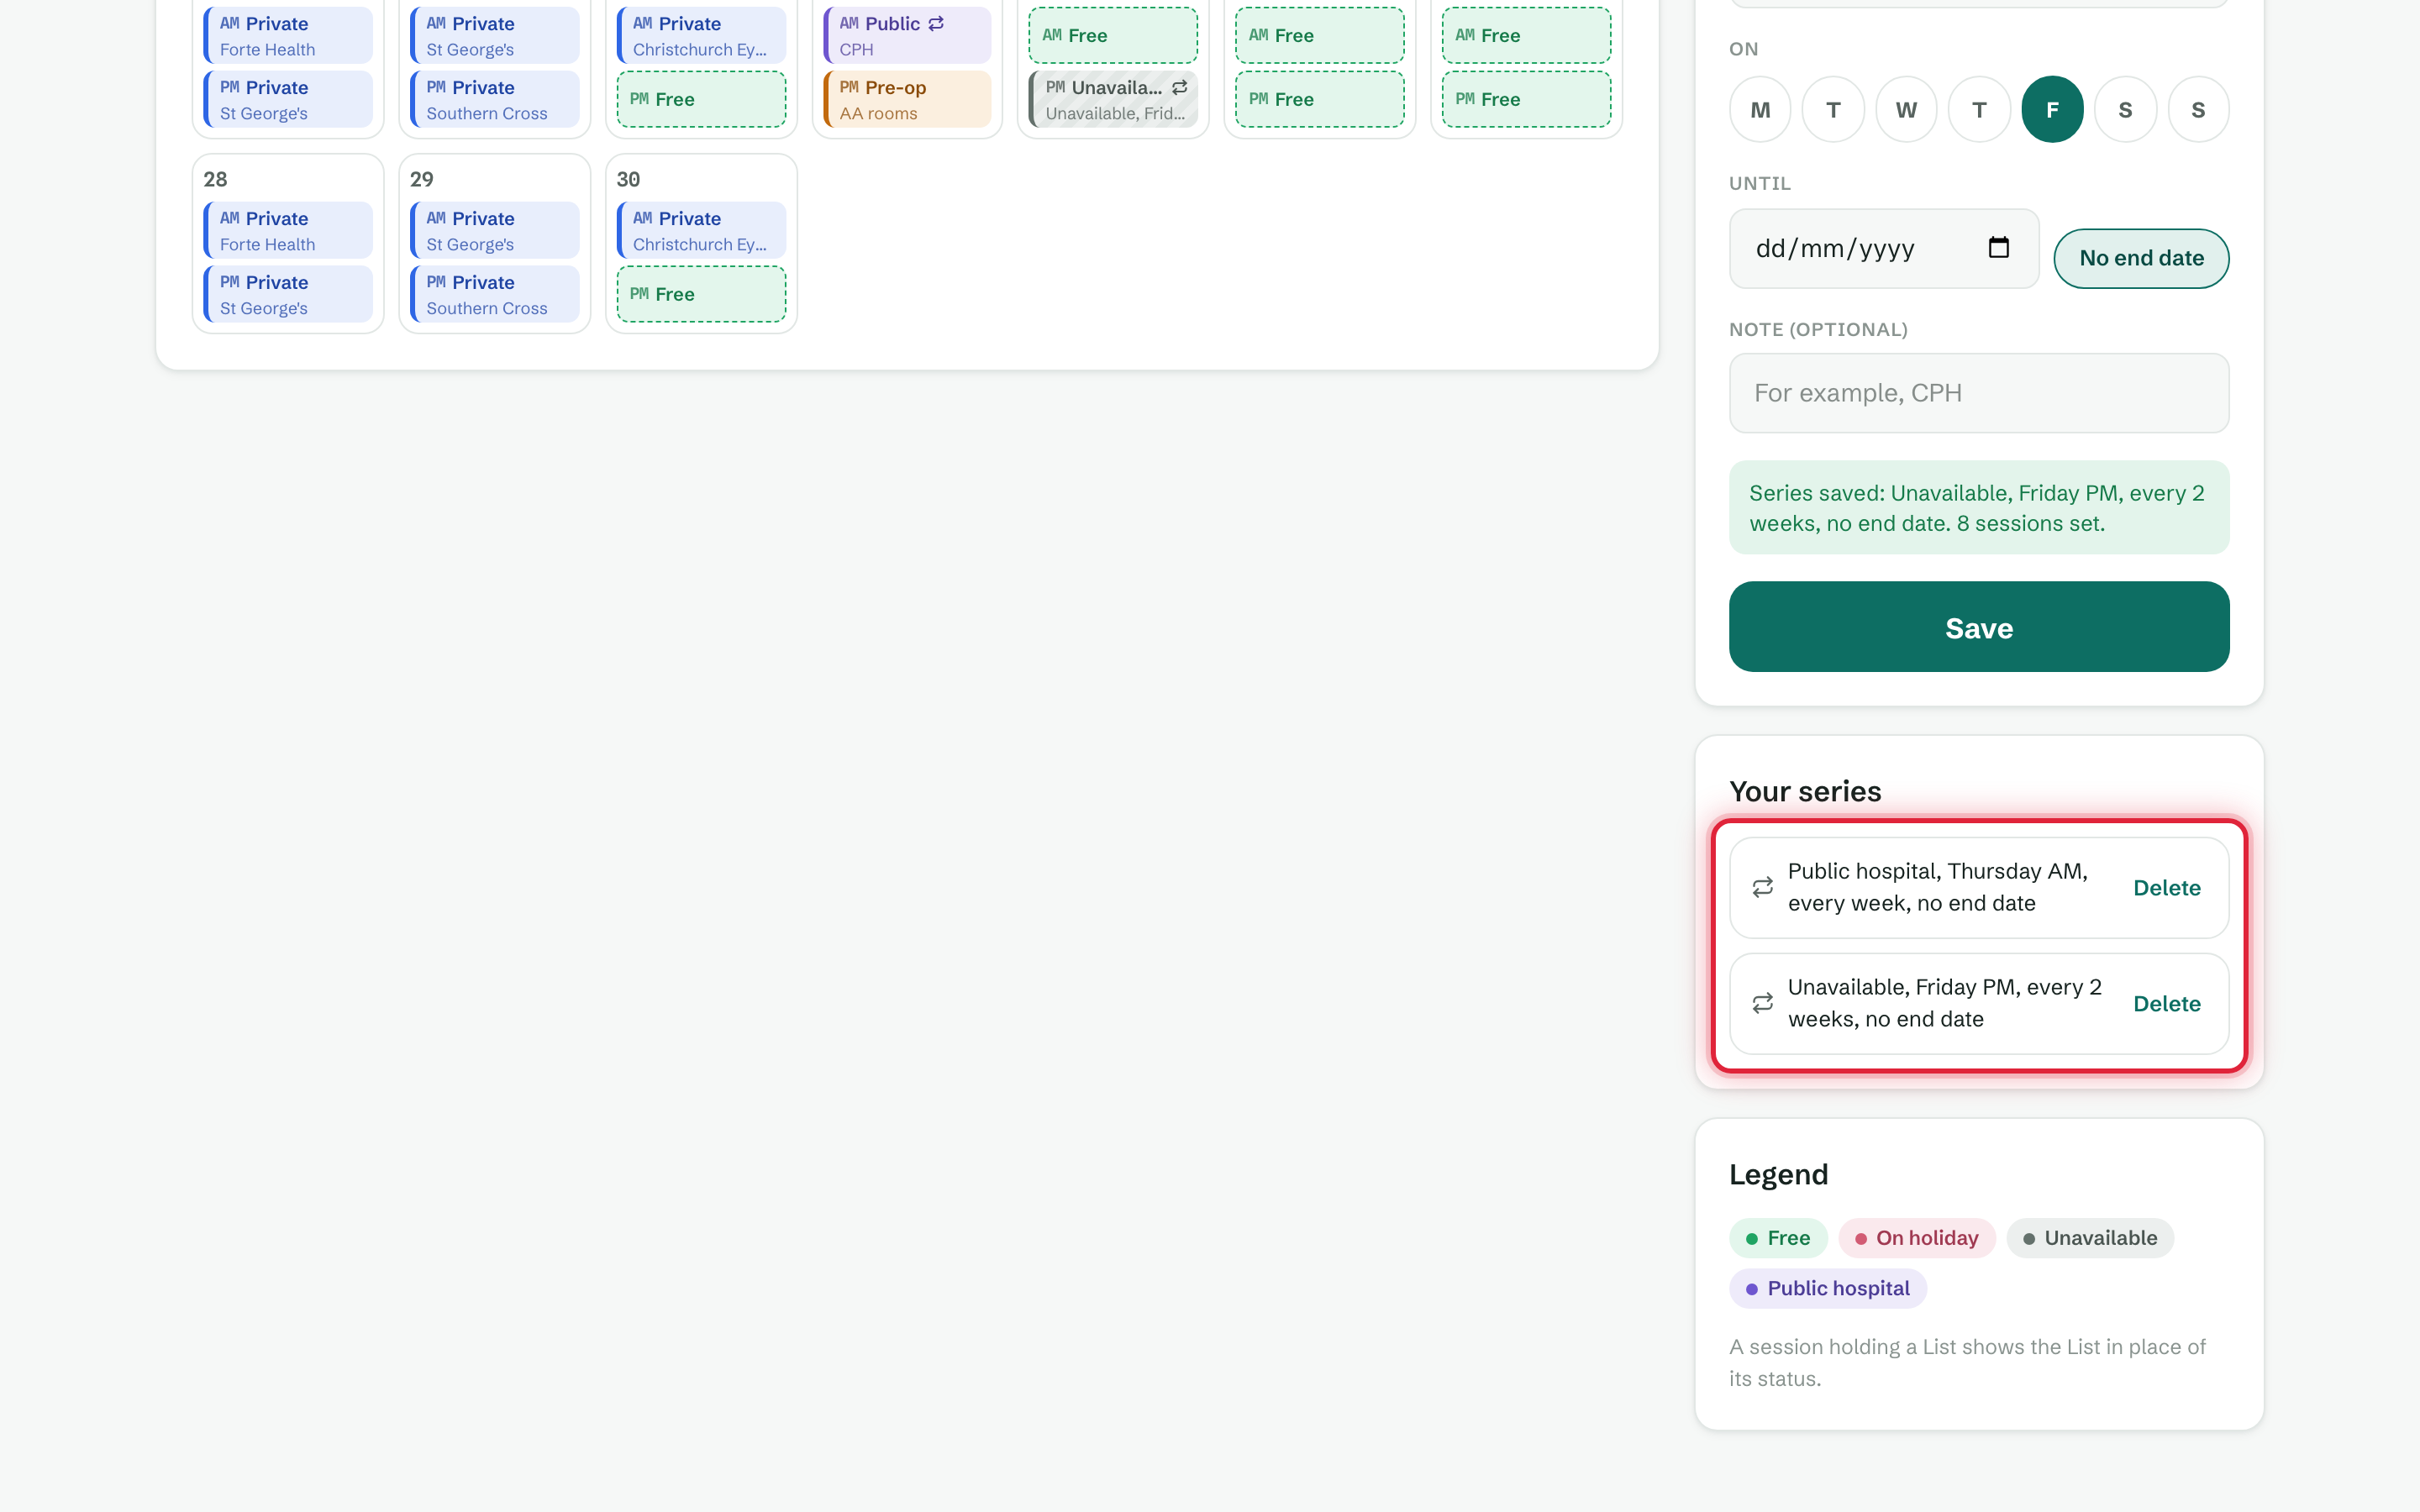 AM Private
Forte Health
PM Private
St George's
AM Private
St George's
PM Private
Southern Cross
AM Private
Christchurch Ey...
PM Free
AM Public
CPH
PM Pre-op
AA rooms
AM Free
PM Unavaila...
Unavailable, Frid...
AM Free
PM Free
AM Free
PM Free
28
AM Private
Forte Health
PM Private
St George's
29
AM Private
St George's
PM Private
Southern Cross
30
AM Private
Christchurch Ey...
PM Free
ON
M T W T F S S
UNTIL
dd/mm/yyyy
No end date
NOTE (OPTIONAL)
For example, CPH
Series saved: Unavailable, Friday PM, every 2
weeks, no end date. 8 sessions set.
Save
Your series
Public hospital, Thursday AM,
every week, no end date
Delete
Unavailable, Friday PM, every 2
weeks, no end date
Delete
Legend
Free
On holiday
Unavailable
Public hospital
A session holding a List shows the List in place of
its status.